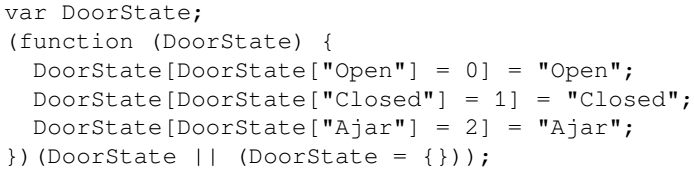 var DoorState;
(function (DoorState) {
  DoorState[DoorState["Open"] = 0] = "Open";
  DoorState[DoorState["Closed"] = 1] = "Closed";
  DoorState[DoorState["Ajar"] = 2] = "Ajar";
})(DoorState || (DoorState = {}));